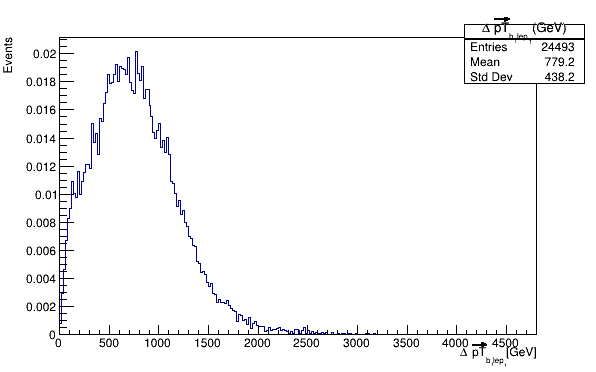 Δ pT b₁lep₁ (GeV)
Entries 24493
Mean 779.2
Std Dev 438.2
Events
0.02
0.018
0.016
0.014
0.012
0.01
0.008
0.006
0.004
0.002
0
0 500 1000 1500 2000 2500 3000 3500 4000 4500
Δ pT b₁lep₁ [GeV]